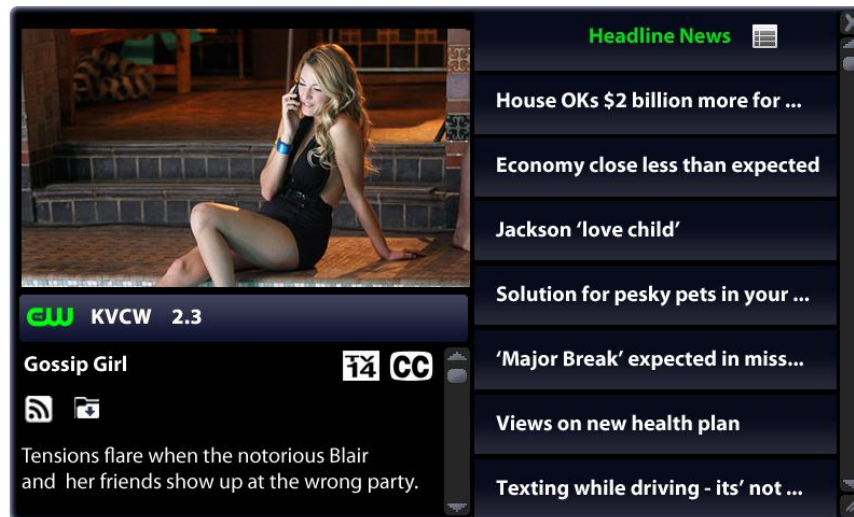 Headline News
House OKs $2 billion more for ...
Economy close less than expected
Jackson ‘love child’
Solution for pesky pets in your ...
‘Major Break’ expected in miss...
Views on new health plan
Texting while driving - its’ not ...
CW KVCW 2.3
Gossip Girl TV 14 CC
Tensions flare when the notorious Blair
and her friends show up at the wrong party.